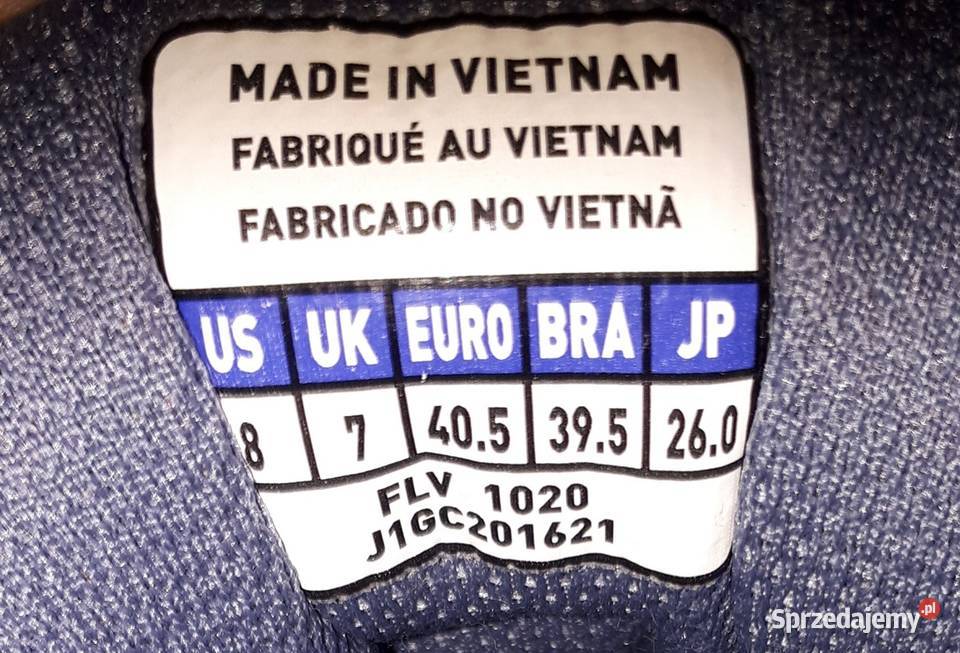 MADE IN VIETNAM
FABRIQUÉ AU VIETNAM
FABRICADO NO VIETNÃ
US UK EURO BRA JP
8 7 40.5 39.5 26.0
FLV 1020
J1GC201621
Sprzedajemy.pl